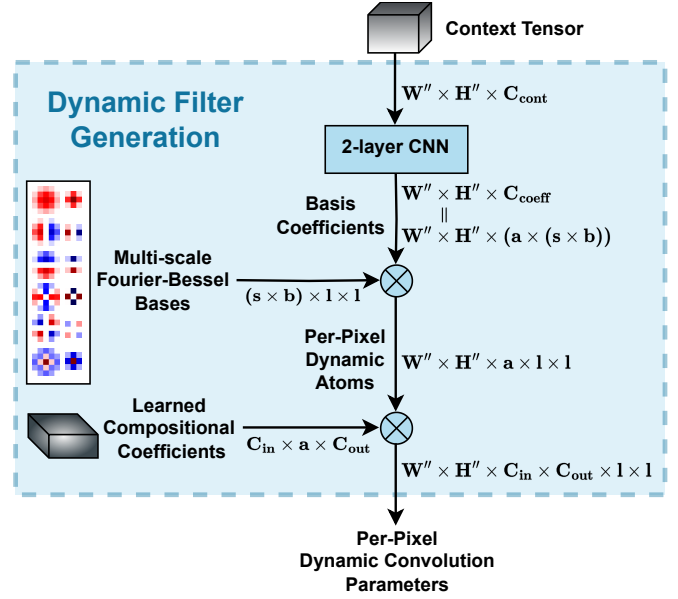 Context Tensor
W'' × H'' × C_cont
Dynamic Filter
Generation
2-layer CNN
Basis
Coefficients
W'' × H'' × C_coeff
=
W'' × H'' × (a × (s × b))
Multi-scale
Fourier-Bessel
Bases
(s × b) × l × l
Per-Pixel
Dynamic
Atoms
W'' × H'' × a × l × l
Learned
Compositional
Coefficients
C_in × a × C_out
W'' × H'' × C_in × C_out × l × l
Per-Pixel
Dynamic Convolution
Parameters